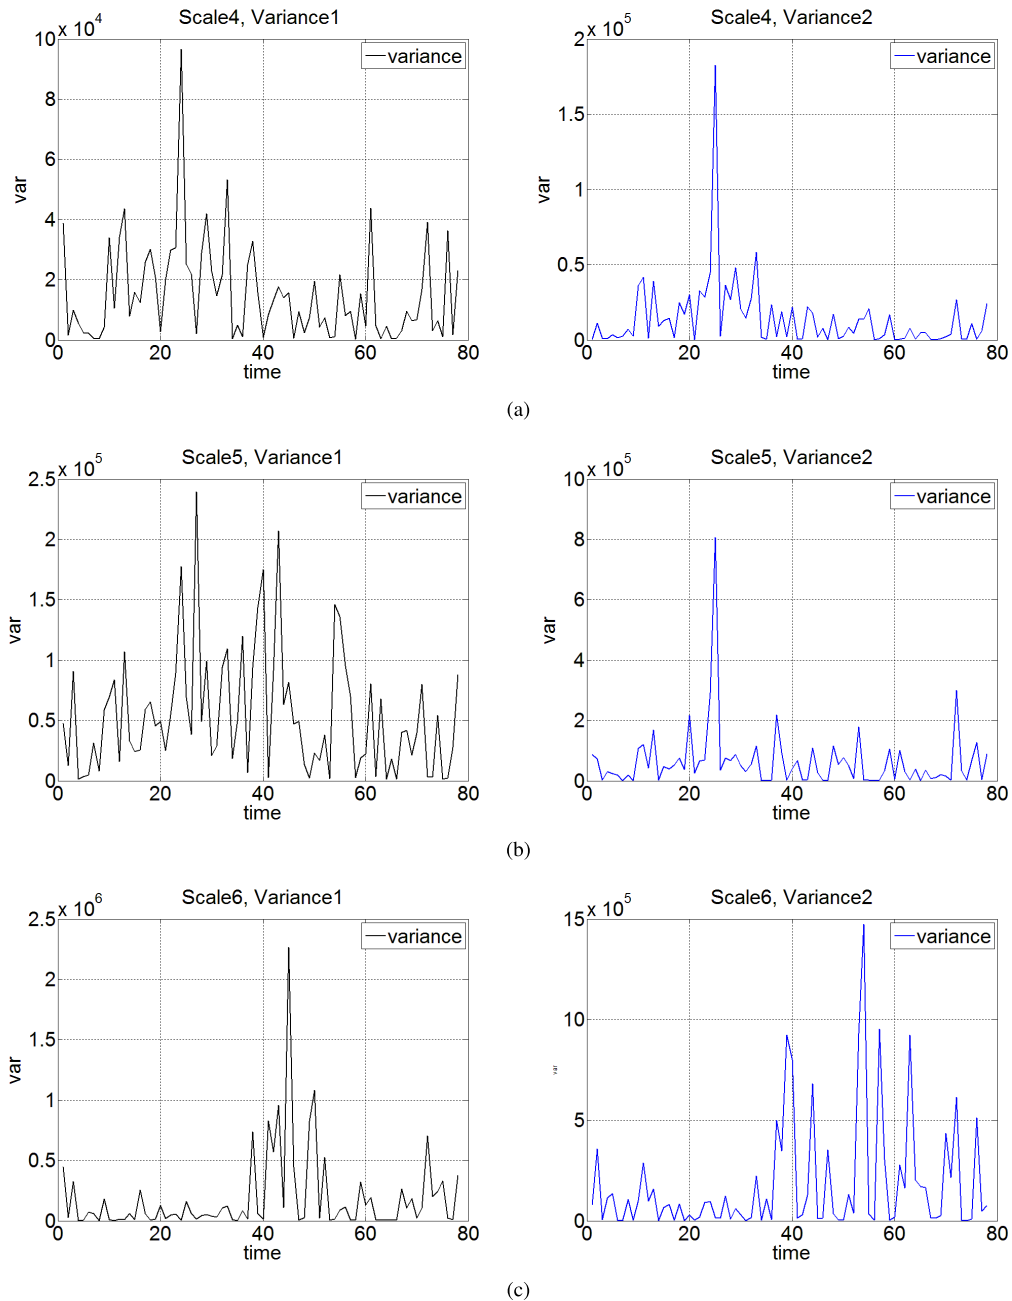 Scale4, Variance1
x 10^4
variance
10
8
6
4
2
0
var
0 20 40 60 80
time
Scale4, Variance2
x 10^5
variance
2
1.5
1
0.5
0
var
0 20 40 60 80
time
(a)
Scale5, Variance1
x 10^5
variance
2.5
2
1.5
1
0.5
0
var
0 20 40 60 80
time
Scale5, Variance2
x 10^5
variance
10
8
6
4
2
0
var
0 20 40 60 80
time
(b)
Scale6, Variance1
x 10^6
variance
2.5
2
1.5
1
0.5
0
var
0 20 40 60 80
time
Scale6, Variance2
x 10^5
variance
15
10
5
0
var
0 20 40 60 80
time
(c)